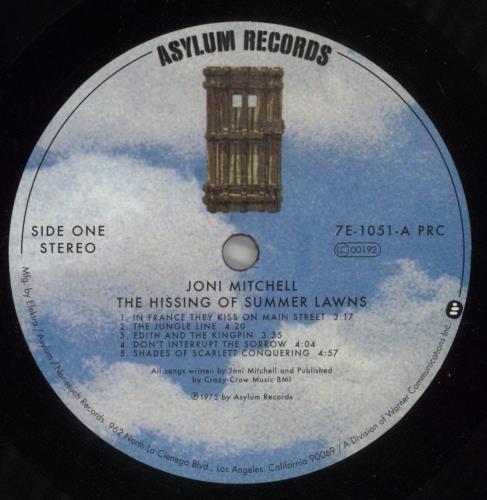 ASYLUM RECORDS
SIDE ONE
STEREO
7E-1051-A PRC
LC 00192
JONI MITCHELL
THE HISSING OF SUMMER LAWNS
1. IN FRANCE THEY KISS ON MAIN STREET 3:17
2. THE JUNGLE LINE 4:20
3. EDITH AND THE KINGPIN 3:35
4. DON'T INTERRUPT THE SORROW 4:04
5. SHADES OF SCARLETT CONQUERING 4:57
All songs written by Joni Mitchell and Published
by Crazy Crow Music BMI
℗1975 by Asylum Records
Mfg. by Elektra / Asylum / Nonesuch Records, 962 North La Cienega Blvd., Los Angeles, California 90069 / A Division of Warner Communications Inc.